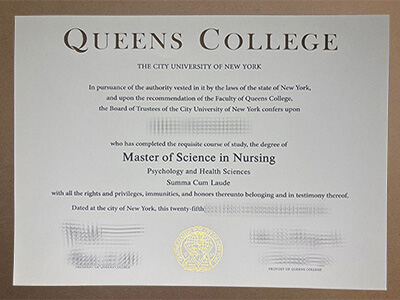 QUEENS COLLEGE
THE CITY UNIVERSITY OF NEW YORK
In pursuance of the authority vested in it by the laws of the state of New York,
and upon the recommendation of the Faculty of Queens College,
the Board of Trustees of the City University of New York confers upon
who has completed the requisite course of study, the degree of
Master of Science in Nursing
Psychology and Health Sciences
Summa Cum Laude
with all the rights and privileges, immunities, and honors thereunto belonging and in testimony thereof.
Dated at the city of New York, this twenty-fifth
PROVOST OF QUEENS COLLEGE